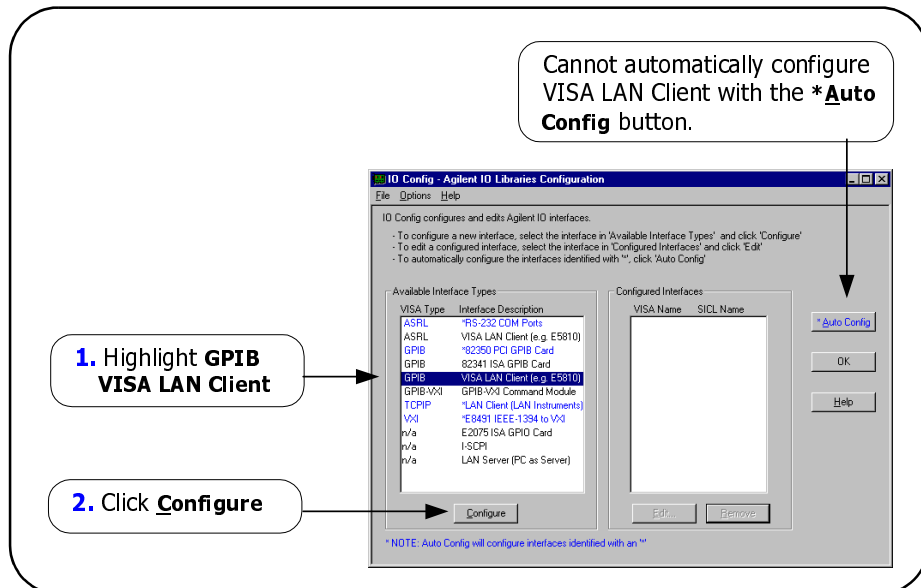 Cannot automatically configure
VISA LAN Client with the *Auto
Config button.
IO Config - Agilent IO Libraries Configuration
File Options Help
IO Config configures and edits Agilent IO interfaces.
- To configure a new interface, select the interface in 'Available Interface Types' and click 'Configure'
- To edit a configured interface, select the interface in 'Configured Interfaces' and click 'Edit'
- To automatically configure the interfaces identified with '*', click 'Auto Config'
Available Interface Types
VISA Type Interface Description
ASRL *RS-232 COM Ports
ASRL VISA LAN Client (e.g. E5810)
GPIB *82350 PCI GPIB Card
GPIB 82341 ISA GPIB Card
GPIB VISA LAN Client (e.g. E5810)
GPIB-VXI GPIB-VXI Command Module
TCPIP *LAN Client (LAN Instruments)
VXI *E8491 IEEE-1394 to VXI
n/a E2075 ISA GPIO Card
n/a I-SCPI
n/a LAN Server (PC as Server)
Configure
Configured Interfaces
VISA Name SICL Name
Edit...
Remove
* Auto Config
OK
Help
* NOTE: Auto Config will configure interfaces identified with an '*'
1. Highlight GPIB
VISA LAN Client
2. Click Configure